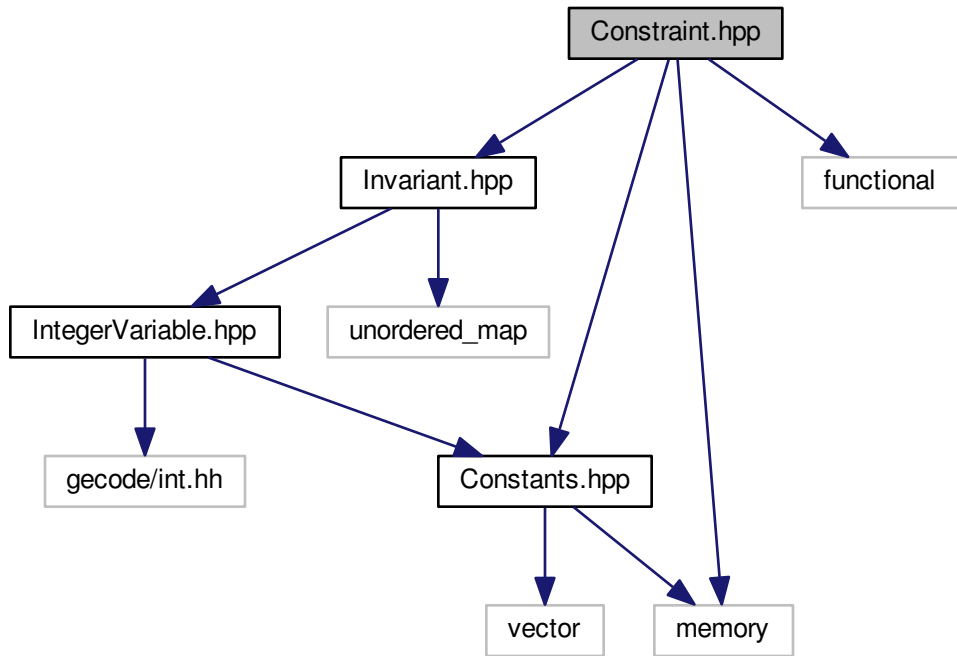 Constraint.hpp
Invariant.hpp
functional
IntegerVariable.hpp
unordered_map
gecode/int.hh
Constants.hpp
vector
memory